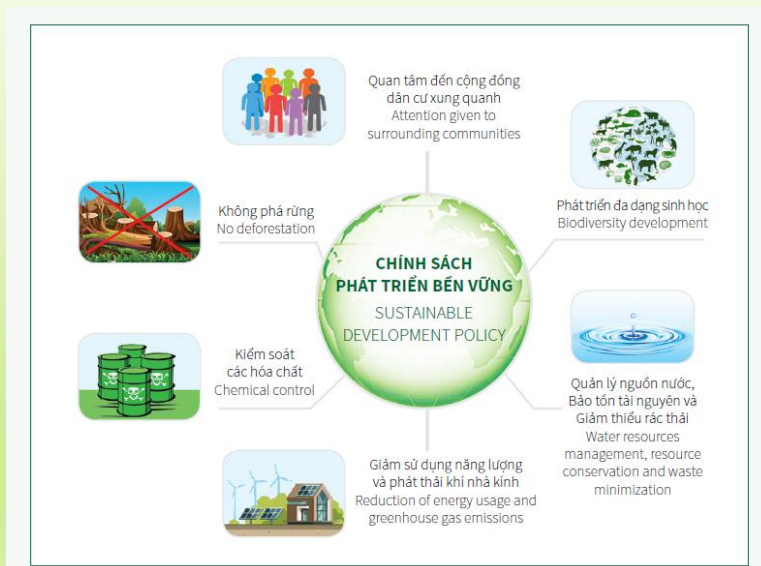 Quan tâm đến cộng đồng
dân cư xung quanh
Attention given to
surrounding communities
Không phá rừng
No deforestation
Phát triển đa dạng sinh học
Biodiversity development
CHÍNH SÁCH
PHÁT TRIỂN BỀN VỮNG
SUSTAINABLE
DEVELOPMENT POLICY
Kiểm soát
các hóa chất
Chemical control
Quản lý nguồn nước,
Bảo tồn tài nguyên và
Giảm thiểu rác thải
Water resources
management, resource
conservation and waste
minimization
Giảm sử dụng năng lượng
và phát thải khí nhà kính
Reduction of energy usage and
greenhouse gas emissions